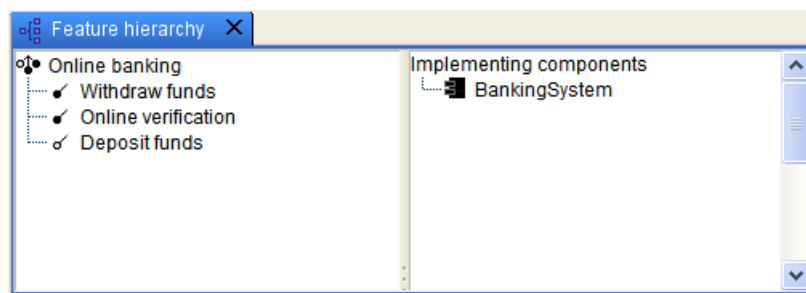 Feature hierarchy
Online banking
Withdraw funds
Online verification
Deposit funds
Implementing components
BankingSystem